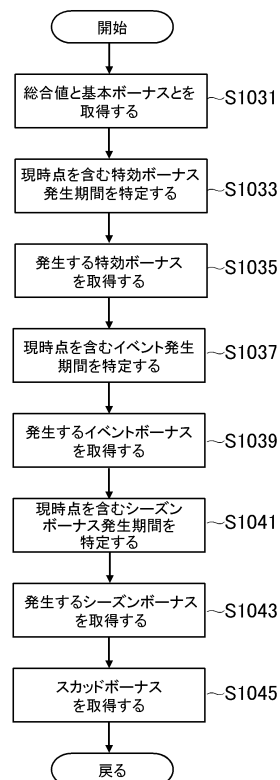 開始
総合値と基本ボーナスとを
取得する
S1031
現時点を含む特効ボーナス
発生期間を特定する
S1033
発生する特効ボーナス
を取得する
S1035
現時点を含むイベント発生
期間を特定する
S1037
発生するイベントボーナス
を取得する
S1039
現時点を含むシーズン
ボーナス発生期間を
特定する
S1041
発生するシーズンボーナス
を取得する
S1043
スカッドボーナス
を取得する
S1045
戻る